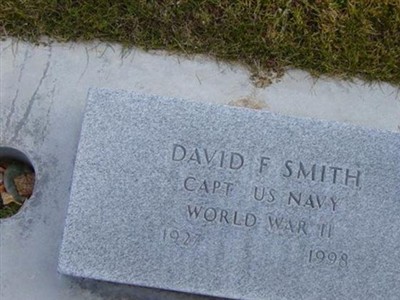 DAVID F SMITH
CAPT US NAVY
WORLD WAR II
1927 1998